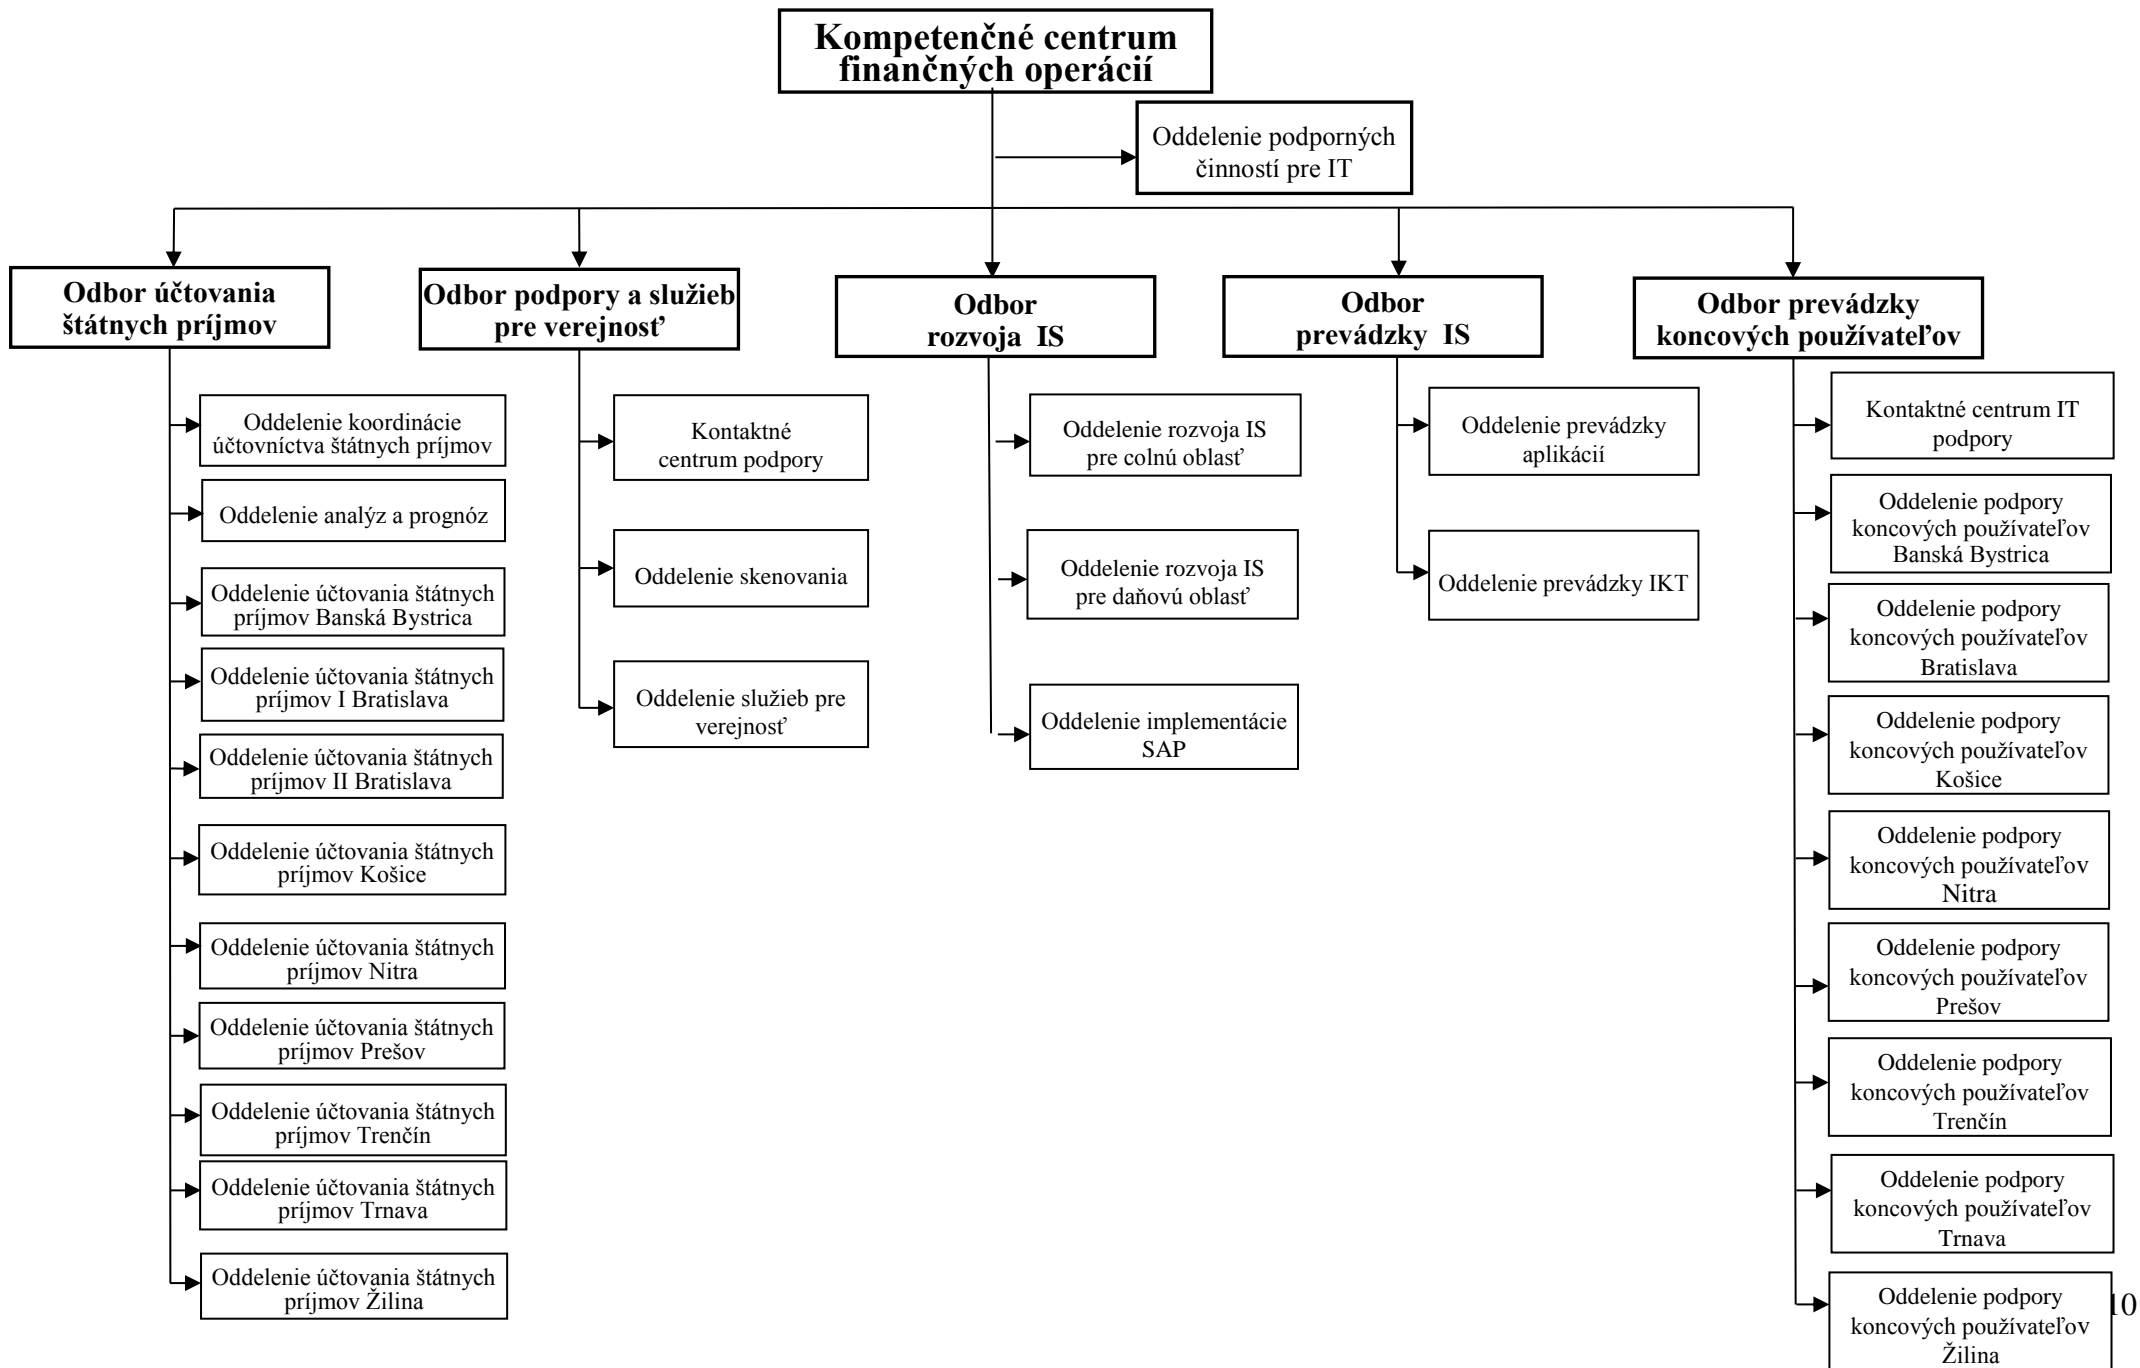 Kompetenčné centrum
finančných operácií
Oddelenie podporných
činností pre IT
Odbor účtovania
štátnych príjmov
Oddelenie koordinácie
účtovníctva štátnych príjmov
Oddelenie analýz a prognóz
Oddelenie účtovania štátnych
príjmov Banská Bystrica
Oddelenie účtovania štátnych
príjmov I Bratislava
Oddelenie účtovania štátnych
príjmov II Bratislava
Oddelenie účtovania štátnych
príjmov Košice
Oddelenie účtovania štátnych
príjmov Nitra
Oddelenie účtovania štátnych
príjmov Prešov
Oddelenie účtovania štátnych
príjmov Trenčín
Oddelenie účtovania štátnych
príjmov Trnava
Oddelenie účtovania štátnych
príjmov Žilina
Odbor podpory a služieb
pre verejnosť
Kontaktné
centrum podpory
Oddelenie skenovania
Oddelenie služieb pre
verejnosť
Odbor
rozvoja IS
Oddelenie rozvoja IS
pre colnú oblasť
Oddelenie rozvoja IS
pre daňovú oblasť
Oddelenie implementácie
SAP
Odbor
prevádzky IS
Oddelenie prevádzky
aplikácií
Oddelenie prevádzky IKT
Odbor prevádzky
koncových používateľov
Kontaktné centrum IT
podpory
Oddelenie podpory
koncových používateľov
Banská Bystrica
Oddelenie podpory
koncových používateľov
Bratislava
Oddelenie podpory
koncových používateľov
Košice
Oddelenie podpory
koncových používateľov
Nitra
Oddelenie podpory
koncových používateľov
Prešov
Oddelenie podpory
koncových používateľov
Trenčín
Oddelenie podpory
koncových používateľov
Trnava
Oddelenie podpory
koncových používateľov
Žilina
10